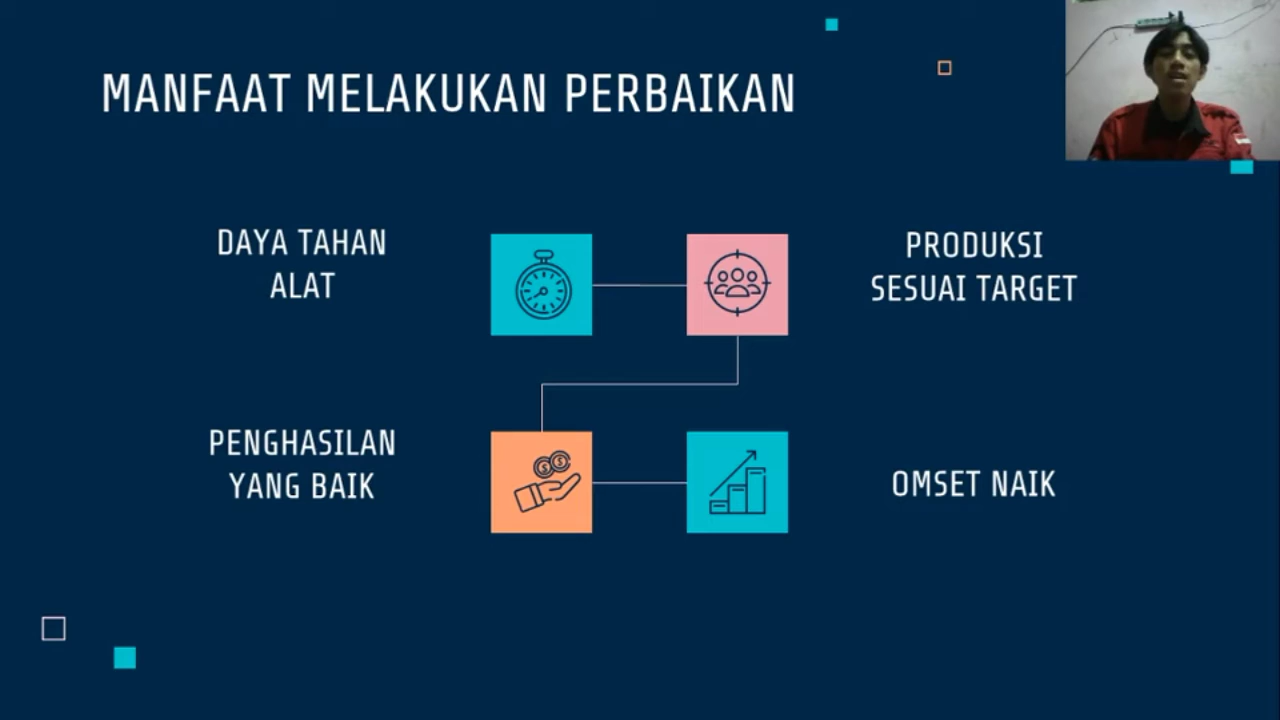 MANFAAT MELAKUKAN PERBAIKAN
DAYA TAHAN
ALAT
PRODUKSI
SESUAI TARGET
PENGHASILAN
YANG BAIK
OMSET NAIK